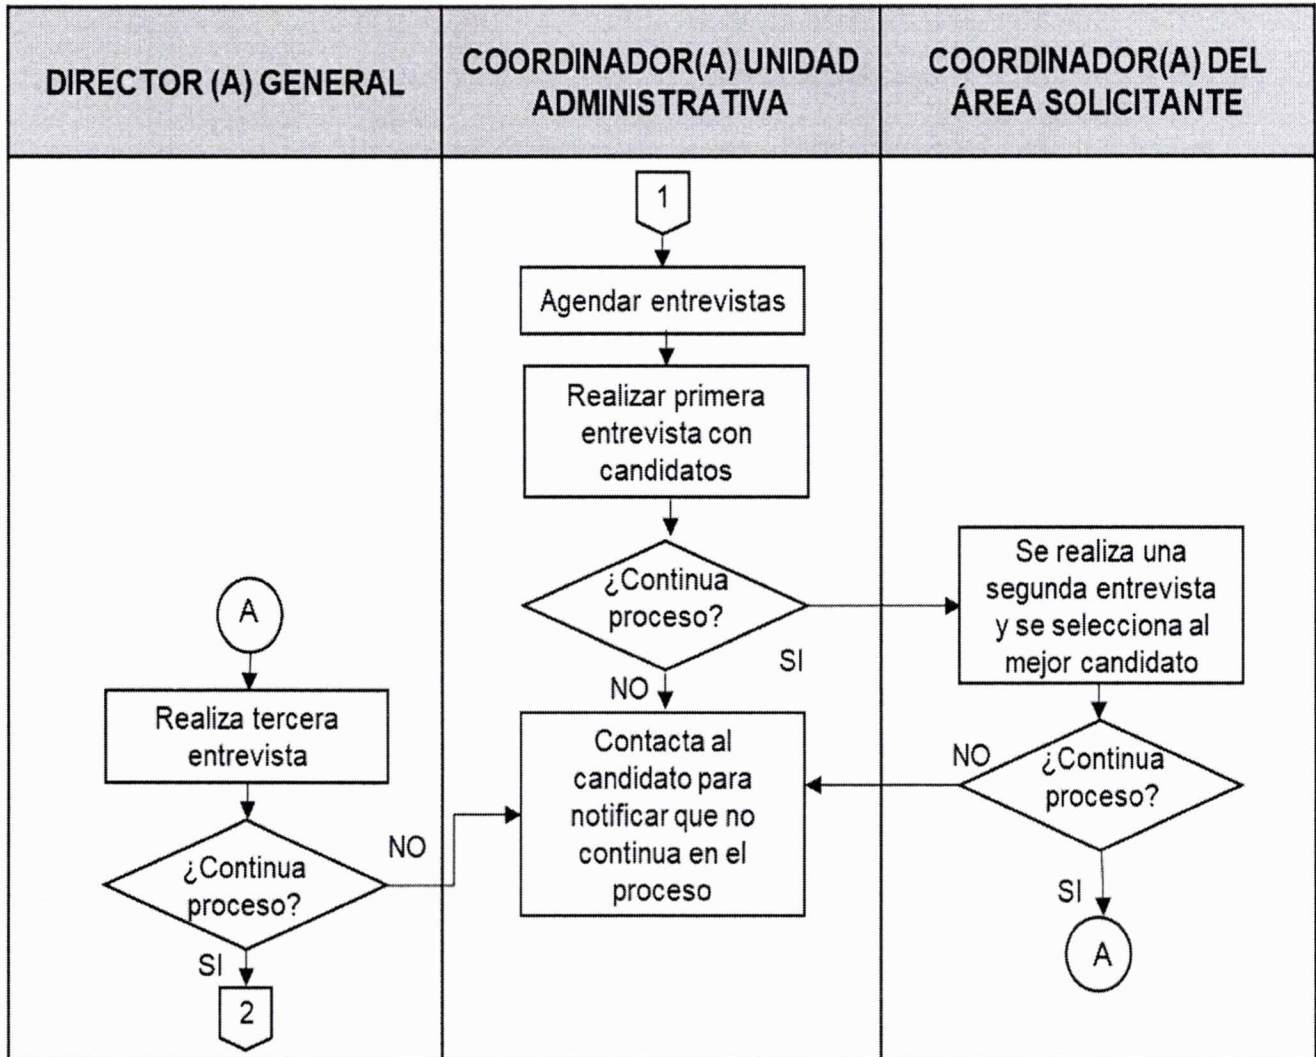 DIRECTOR (A) GENERAL
COORDINADOR(A) UNIDAD
ADMINISTRATIVA
COORDINADOR(A) DEL
ÁREA SOLICITANTE
1
Agendar entrevistas
Realizar primera
entrevista con
candidatos
¿Continua
proceso?
SI
NO
Se realiza una
segunda entrevista
y se selecciona al
mejor candidato
¿Continua
proceso?
NO
SI
A
Contacta al
candidato para
notificar que no
continua en el
proceso
A
Realiza tercera
entrevista
¿Continua
proceso?
NO
SI
2